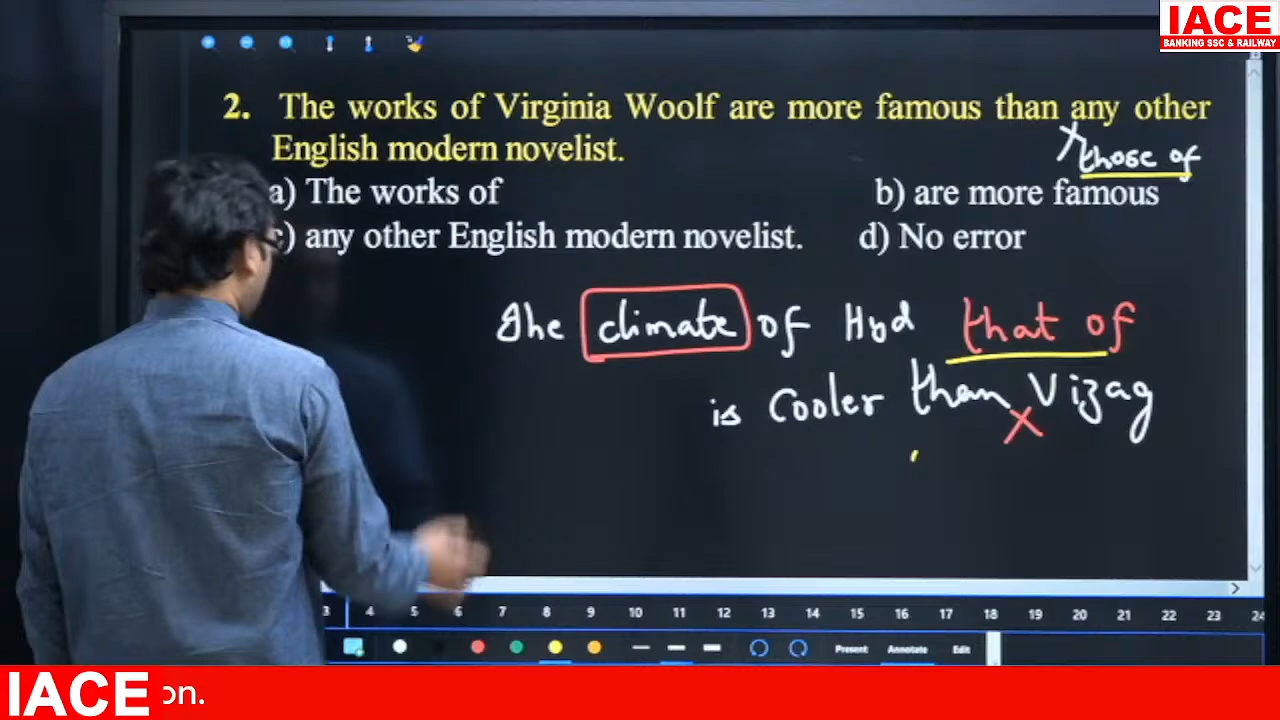 IACE
BANKING SSC & RAILWAY
2. The works of Virginia Woolf are more famous than any other
those of
English modern novelist.
a) The works of
b) are more famous
c) any other English modern novelist.
d) No error
The climate of Hyd that of
is cooler than Vizag
3 4 5 6 7 8 9 10 11 12 13 14 15 16 17 18 19 20 21 22 23 24
Present Annotate Edit
IACE on.